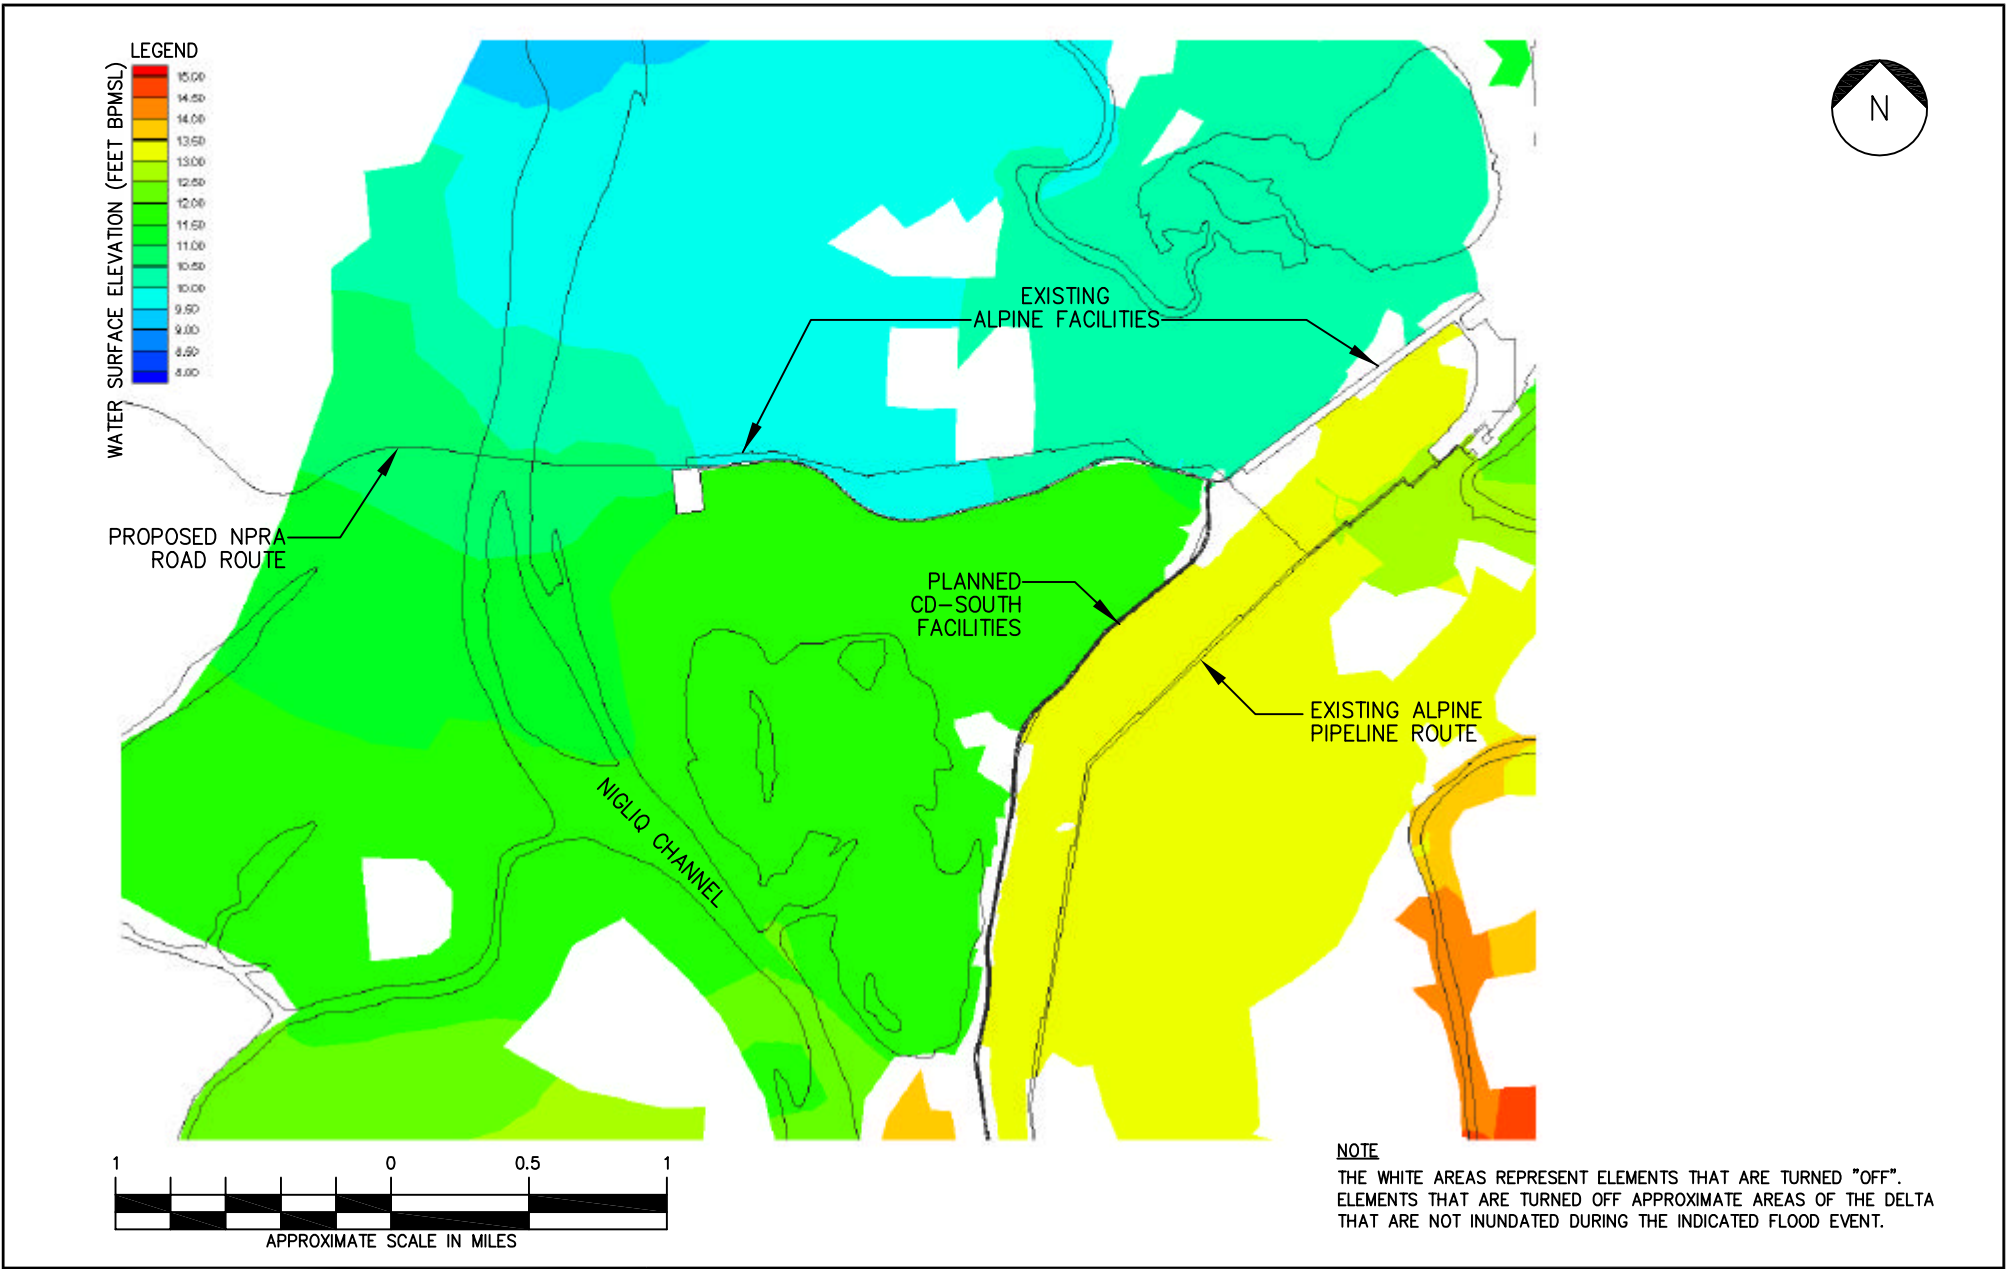 LEGEND
WATER SURFACE ELEVATION (FEET BPMSL)
15.00
14.50
14.00
13.50
13.00
12.50
12.00
11.50
11.00
10.50
10.00
9.50
9.00
8.50
8.00
N
EXISTING
ALPINE FACILITIES
PROPOSED NPRA
ROAD ROUTE
PLANNED
CD-SOUTH
FACILITIES
EXISTING ALPINE
PIPELINE ROUTE
NIGLIQ CHANNEL
1 0 0.5 1
APPROXIMATE SCALE IN MILES
NOTE
THE WHITE AREAS REPRESENT ELEMENTS THAT ARE TURNED "OFF".
ELEMENTS THAT ARE TURNED OFF APPROXIMATE AREAS OF THE DELTA
THAT ARE NOT INUNDATED DURING THE INDICATED FLOOD EVENT.